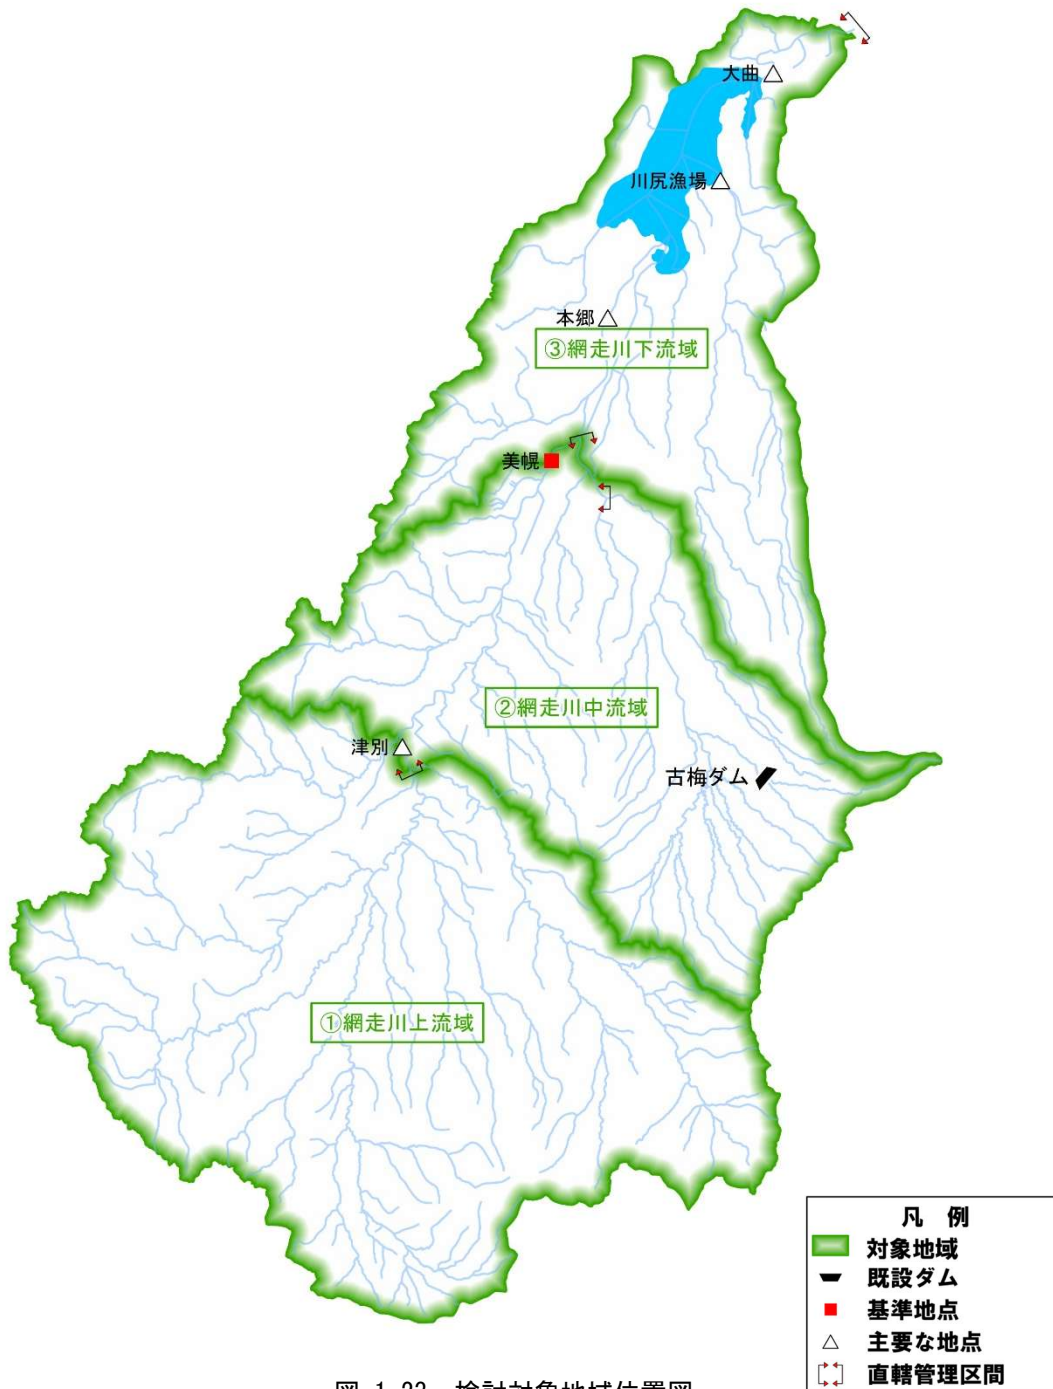 大曲
川尻漁場
本郷
③網走川下流域
美幌
②網走川中流域
津別
古梅ダム
①網走川上流域
凡 例
対象地域
既設ダム
基準地点
主要な地点
直轄管理区間